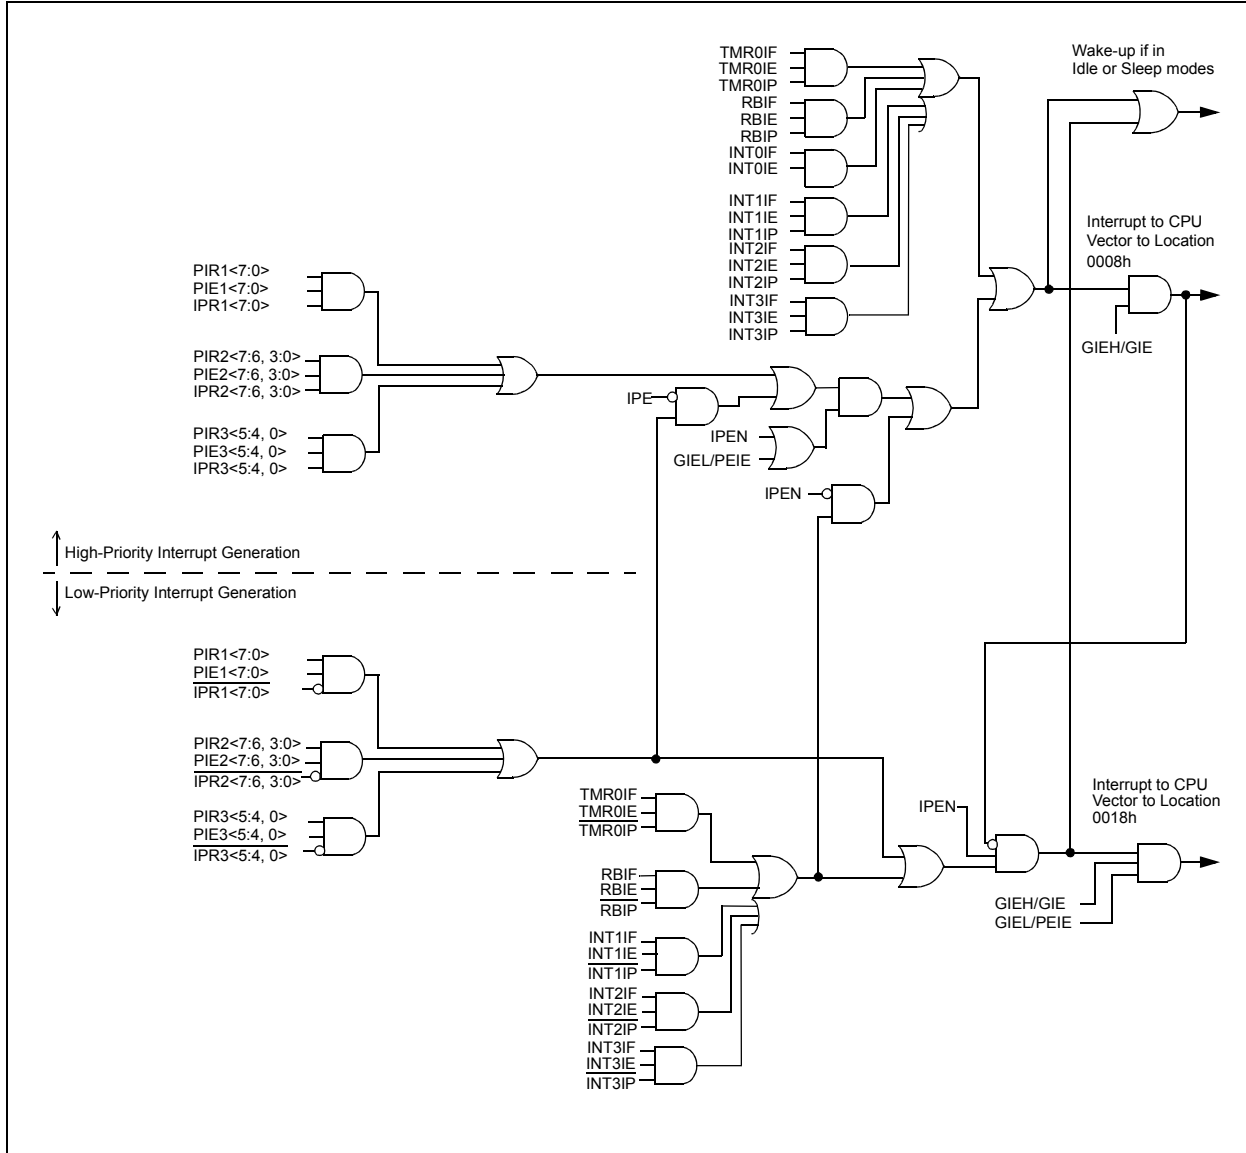 TMR0IF
TMR0IE
TMR0IP
RBIF
RBIE
RBIP
INT0IF
INT0IE
INT1IF
INT1IE
INT1IP
INT2IF
INT2IE
INT2IP
INT3IF
INT3IE
INT3IP
Wake-up if in
Idle or Sleep modes
Interrupt to CPU
Vector to Location
0008h
GIEH/GIE
PIR1<7:0>
PIE1<7:0>
IPR1<7:0>
PIR2<7:6, 3:0>
PIE2<7:6, 3:0>
IPR2<7:6, 3:0>
PIR3<5:4, 0>
PIE3<5:4, 0>
IPR3<5:4, 0>
IPE
IPEN
GIEL/PEIE
IPEN
High-Priority Interrupt Generation
Low-Priority Interrupt Generation
PIR1<7:0>
PIE1<7:0>
IPR1<7:0>
PIR2<7:6, 3:0>
PIE2<7:6, 3:0>
IPR2<7:6, 3:0>
PIR3<5:4, 0>
PIE3<5:4, 0>
IPR3<5:4, 0>
TMR0IF
TMR0IE
TMR0IP
RBIF
RBIE
RBIP
INT1IF
INT1IE
INT1IP
INT2IF
INT2IE
INT2IP
INT3IF
INT3IE
INT3IP
IPEN
Interrupt to CPU
Vector to Location
0018h
GIEH/GIE
GIEL/PEIE